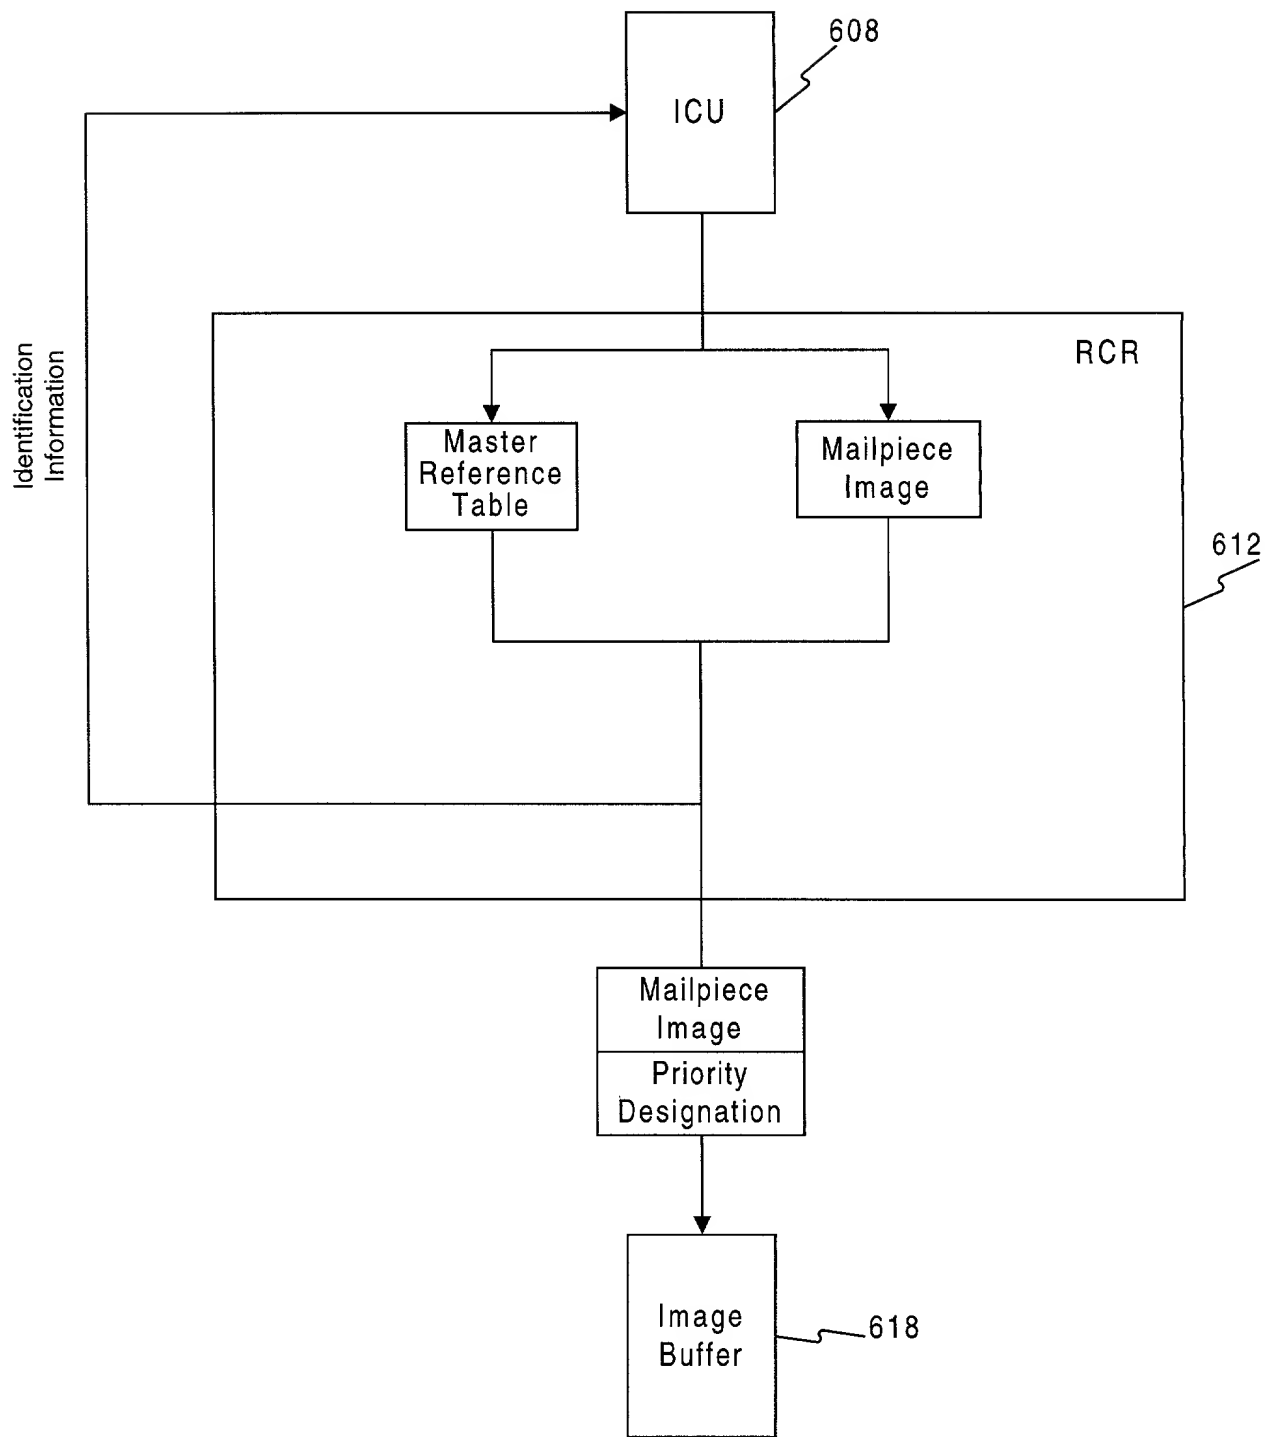 608
ICU
Identification
Information
RCR
Master
Reference
Table
Mailpiece
Image
612
Mailpiece
Image
Priority
Designation
Image
Buffer
618